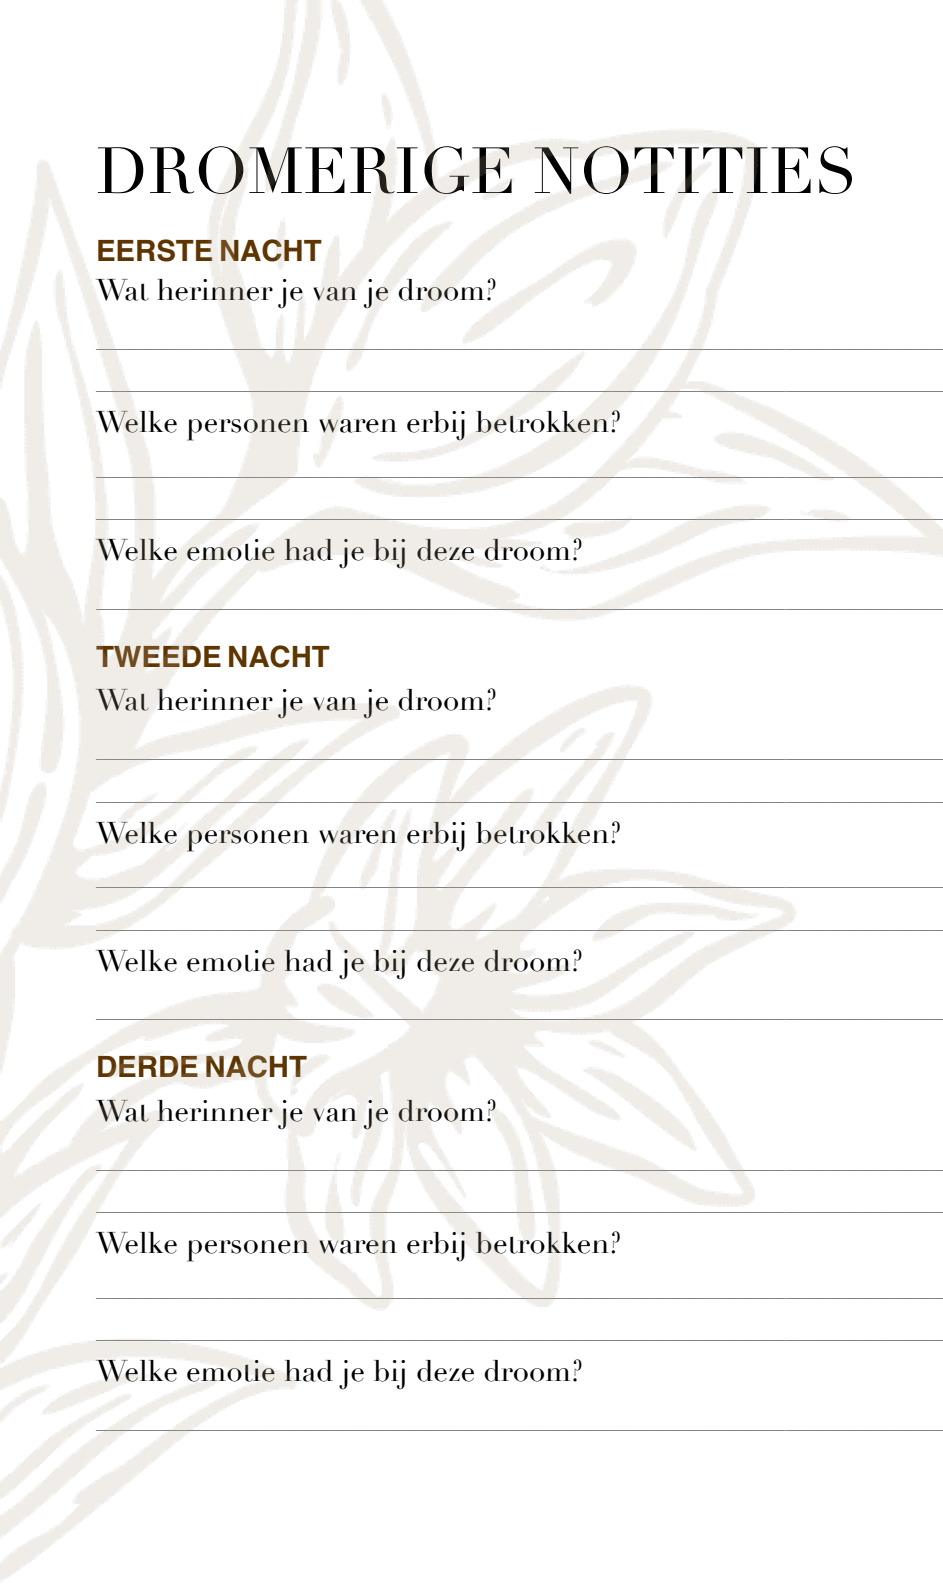 DROMERIGE NOTITIES
EERSTE NACHT
Wat herinner je van je droom?
Welke personen waren erbij betrokken?
Welke emotie had je bij deze droom?
TWEEDE NACHT
Wat herinner je van je droom?
Welke personen waren erbij betrokken?
Welke emotie had je bij deze droom?
DERDE NACHT
Wat herinner je van je droom?
Welke personen waren erbij betrokken?
Welke emotie had je bij deze droom?